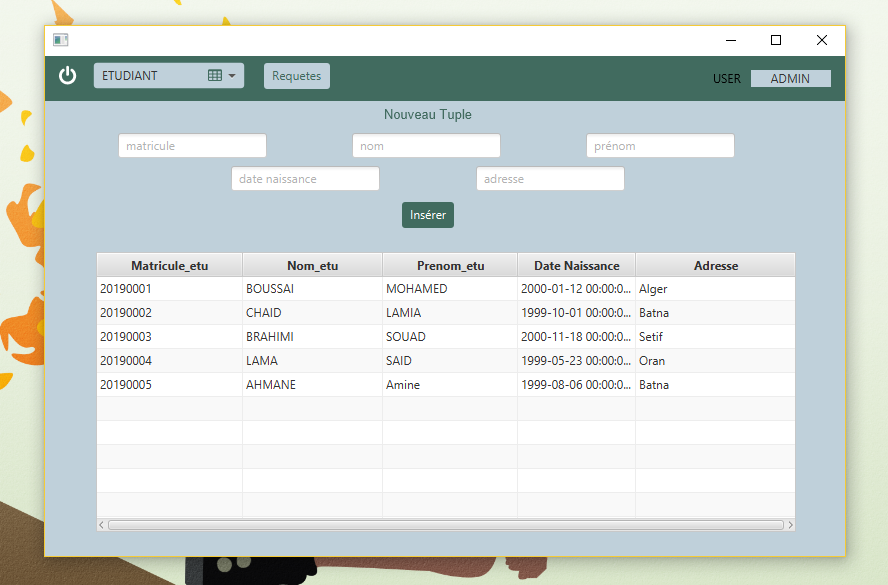 ETUDIANT Requetes USER ADMIN
Nouveau Tuple
matricule nom prénom
date naissance adresse
Insérer
Matricule_etu Nom_etu Prenom_etu Date Naissance Adresse
20190001 BOUSSAI MOHAMED 2000-01-12 00:00:0... Alger
20190002 CHAID LAMIA 1999-10-01 00:00:0... Batna
20190003 BRAHIMI SOUAD 2000-11-18 00:00:0... Setif
20190004 LAMA SAID 1999-05-23 00:00:0... Oran
20190005 AHMANE Amine 1999-08-06 00:00:0... Batna